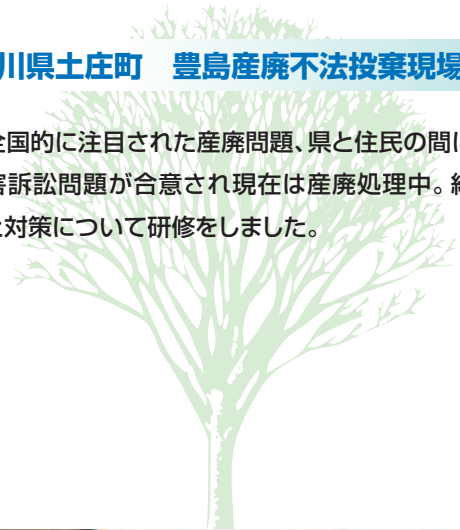 川県土庄町　豊島産廃不法投棄現場
全国的に注目された産廃問題、県と住民の間に
害訴訟問題が合意され現在は産廃処理中。
対策について研修をしました。